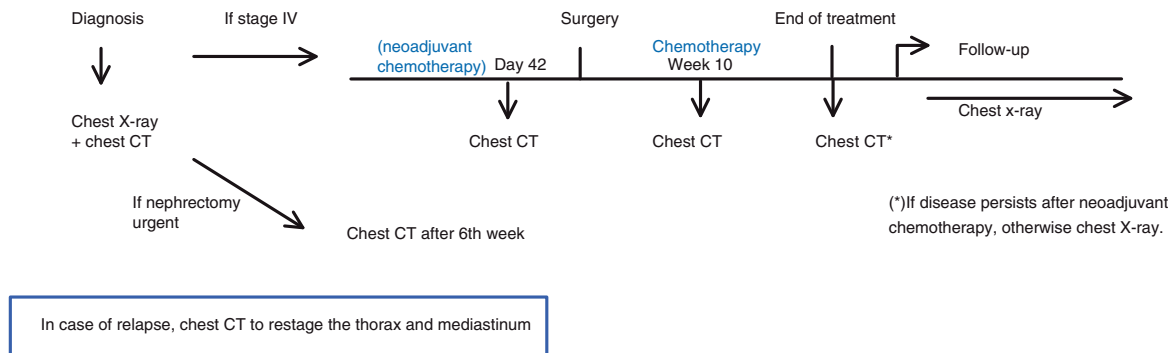 Diagnosis
If stage IV
Surgery
End of treatment
(neoadjuvant
chemotherapy) Day 42
Chemotherapy
Week 10
Follow-up
Chest X-ray
+ chest CT
Chest CT
Chest CT
Chest CT*
Chest x-ray
If nephrectomy
urgent
Chest CT after 6th week
(*)If disease persists after neoadjuvant
chemotherapy, otherwise chest X-ray.
In case of relapse, chest CT to restage the thorax and mediastinum